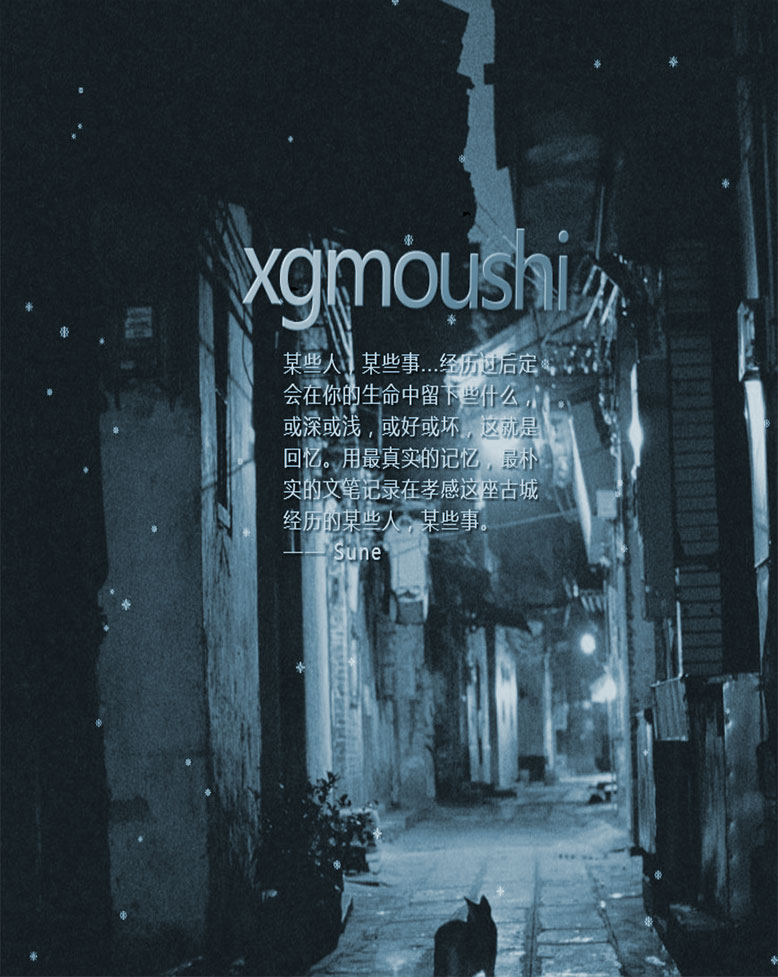 xgmoushi
某些人，某些事...经历过后定
会在你的生命中留下些什么，
或深或浅，或好或坏，这就是
回忆。用最真实的记忆，最朴
实的文笔记录在孝感这座古城
经历的某些人，某些事。
—— Sune